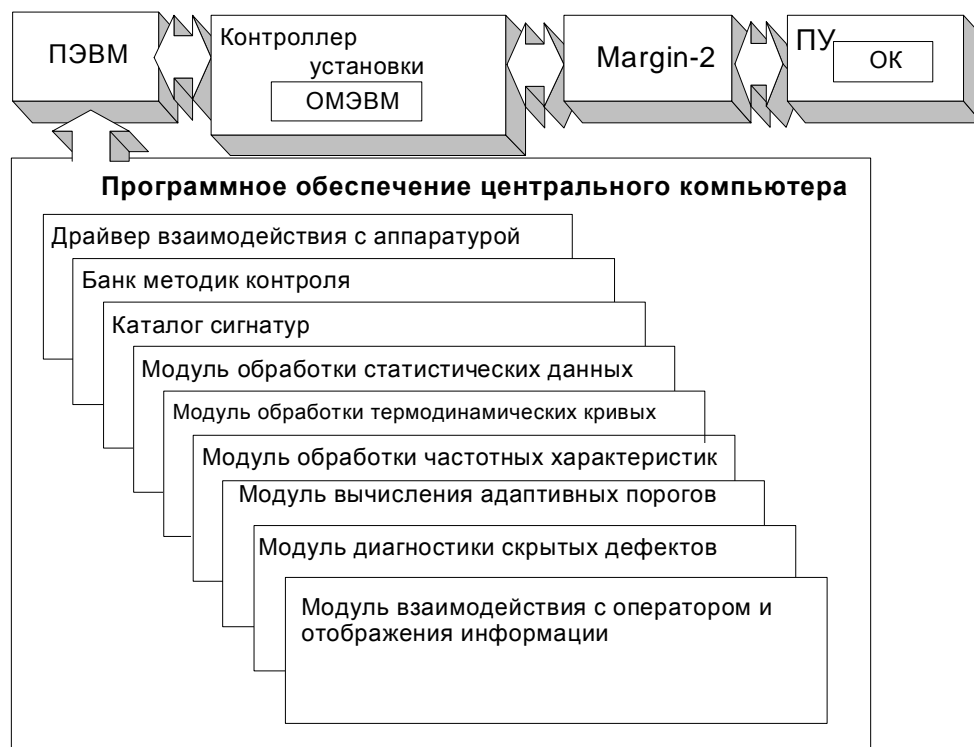 ПЭВМ
Контроллер
установки
ОМЭВМ
Margin-2
ПУ
ОК
Программное обеспечение центрального компьютера
Драйвер взаимодействия с аппаратурой
Банк методик контроля
Каталог сигнатур
Модуль обработки статистических данных
Модуль обработки термодинамических кривых
Модуль обработки частотных характеристик
Модуль вычисления адаптивных порогов
Модуль диагностики скрытых дефектов
Модуль взаимодействия с оператором и
отображения информации